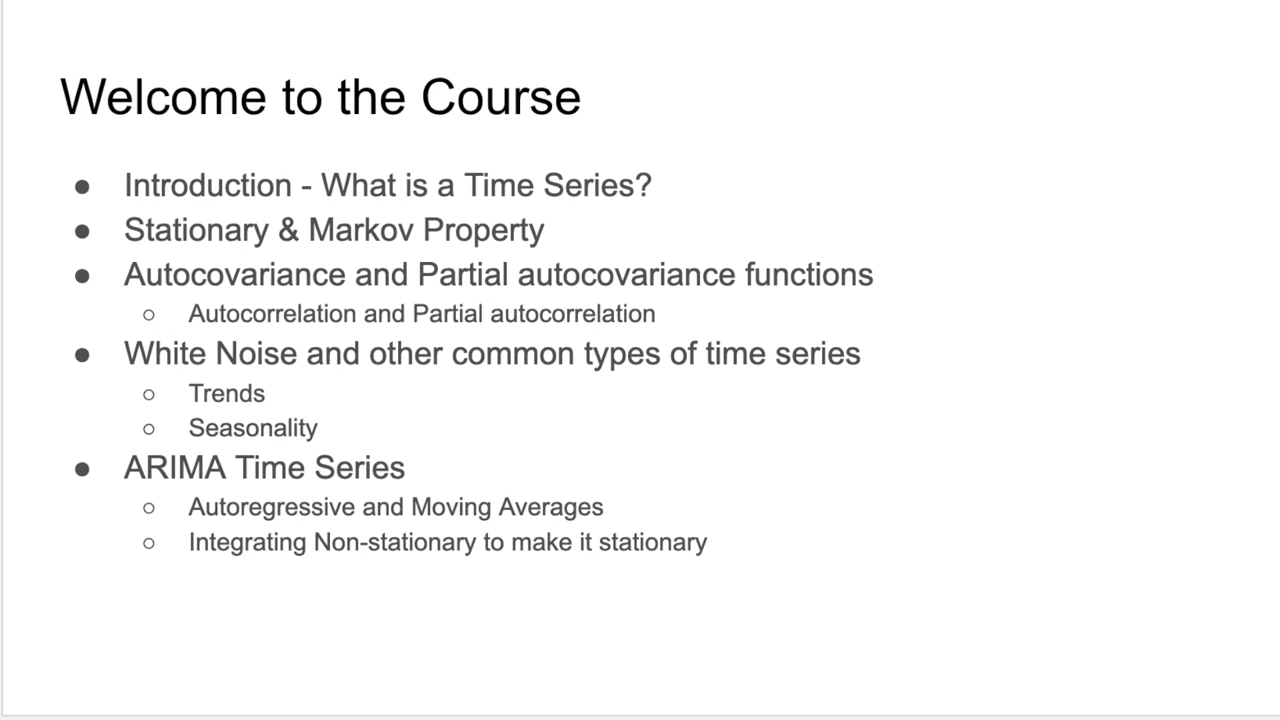 Welcome to the Course
● Introduction - What is a Time Series?
● Stationary & Markov Property
● Autocovariance and Partial autocovariance functions
○ Autocorrelation and Partial autocorrelation
● White Noise and other common types of time series
○ Trends
○ Seasonality
● ARIMA Time Series
○ Autoregressive and Moving Averages
○ Integrating Non-stationary to make it stationary